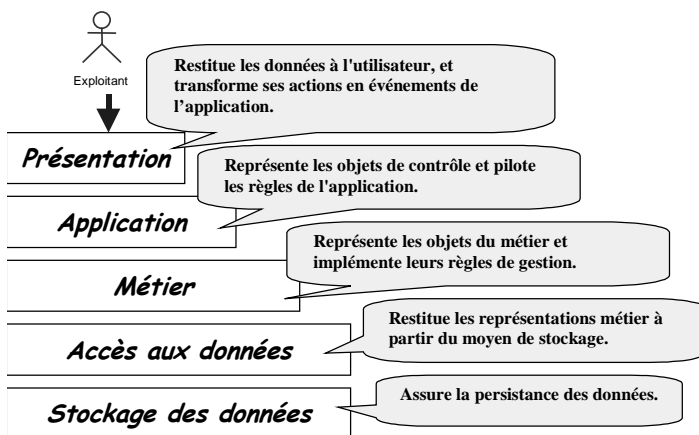 Exploitant
Restitue les données à l'utilisateur, et
transforme ses actions en événements de
l’application.
Présentation
Représente les objets de contrôle et pilote
les règles de l'application.
Application
Représente les objets du métier et
implémente leurs règles de gestion.
Métier
Restitue les représentations métier à
partir du moyen de stockage.
Accès aux données
Assure la persistance des données.
Stockage des données